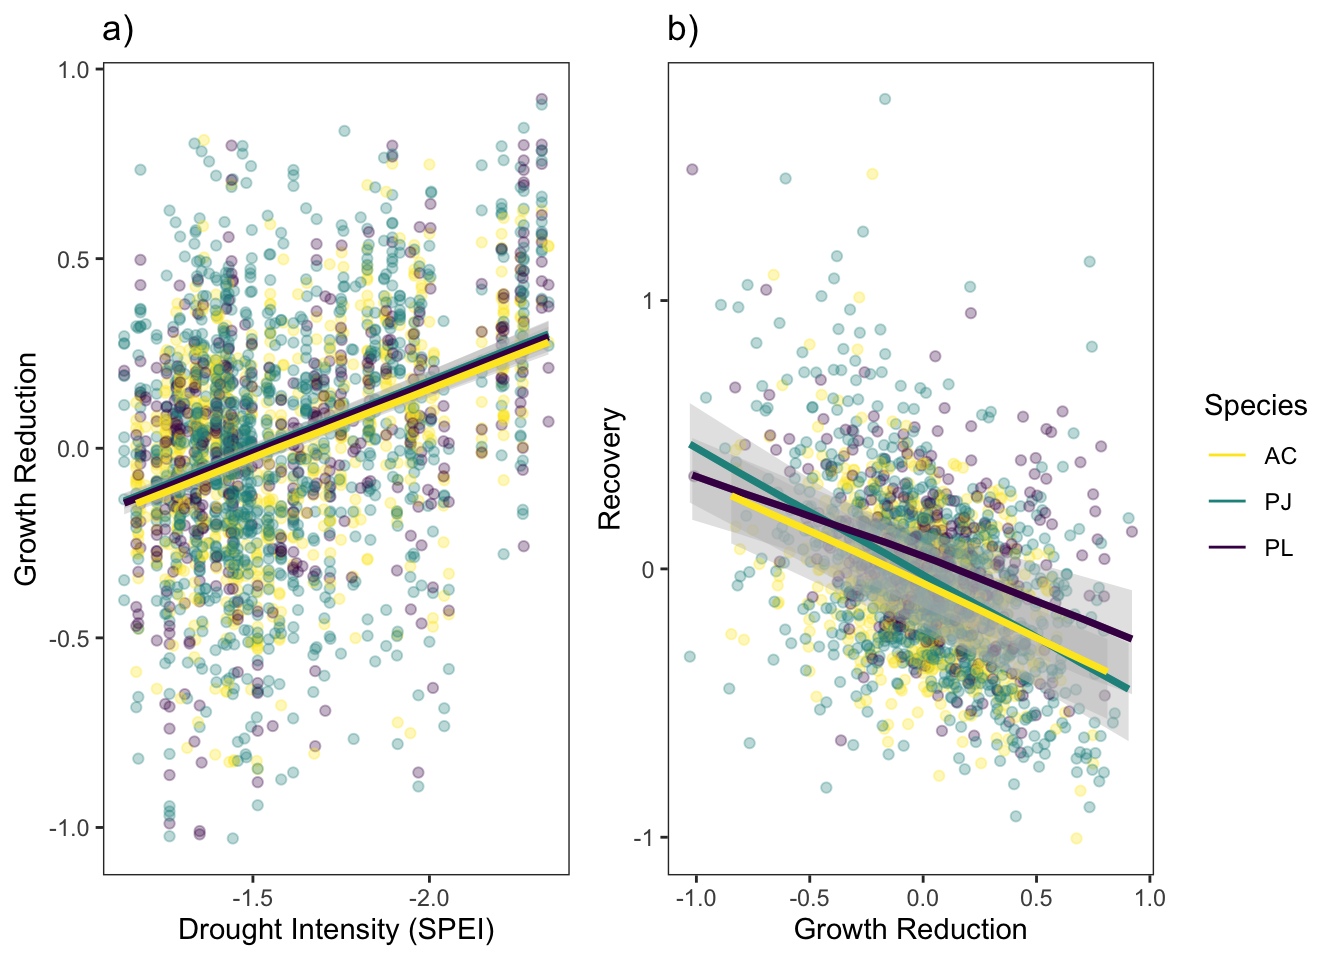 a)
1.0
0.5
0.0
-0.5
-1.0
Growth Reduction
-1.5
-2.0
Drought Intensity (SPEI)
b)
1
0
-1
Recovery
-1.0
-0.5
0.0
0.5
1.0
Growth Reduction
Species
AC
PJ
PL